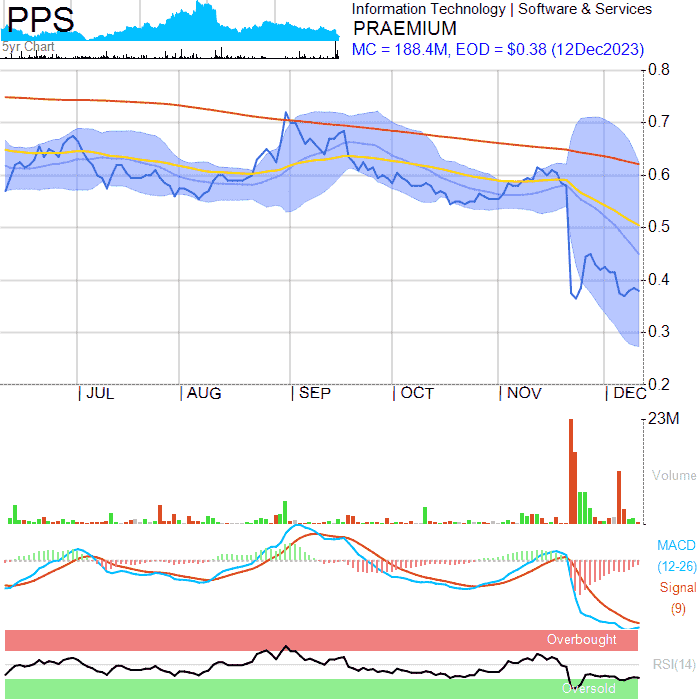 PPS
5yr Chart
Information Technology | Software & Services
PRAEMIUM
MC = 188.4M, EOD = $0.38 (12Dec2023)
0.8
0.7
0.6
0.5
0.4
0.3
0.2
| JUL | AUG | SEP | OCT | NOV | DEC
23M
Volume
MACD
(12-26)
Signal
(9)
Overbought
RSI(14)
Oversold